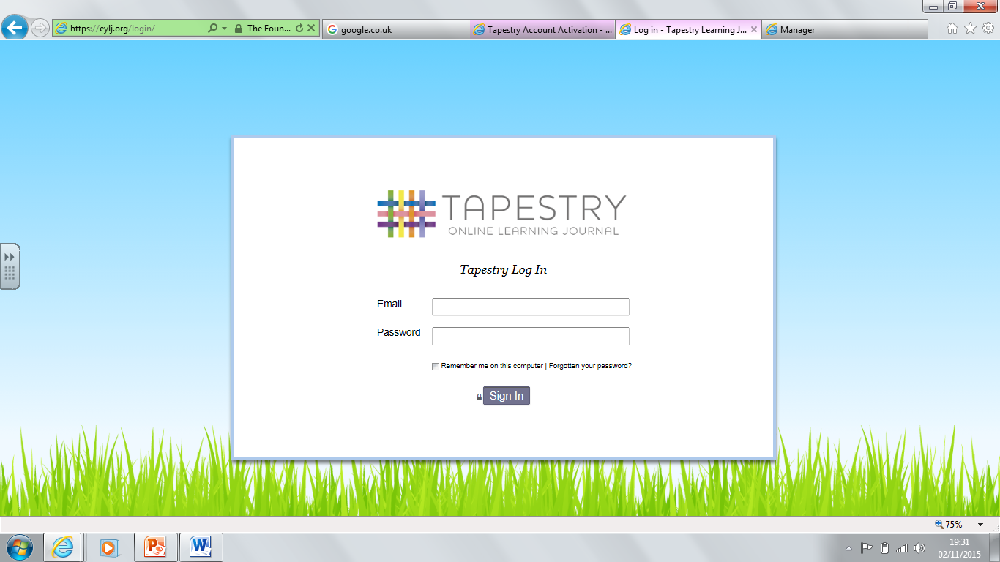 https://eylj.org/login/ The Foun... google.co.uk Tapestry Account Activation - ... Log in - Tapestry Learning J... Manager
TAPESTRY
ONLINE LEARNING JOURNAL
Tapestry Log In
Email
Password
Remember me on this computer | Forgotten your password?
Sign In
75%
19:31
02/11/2015